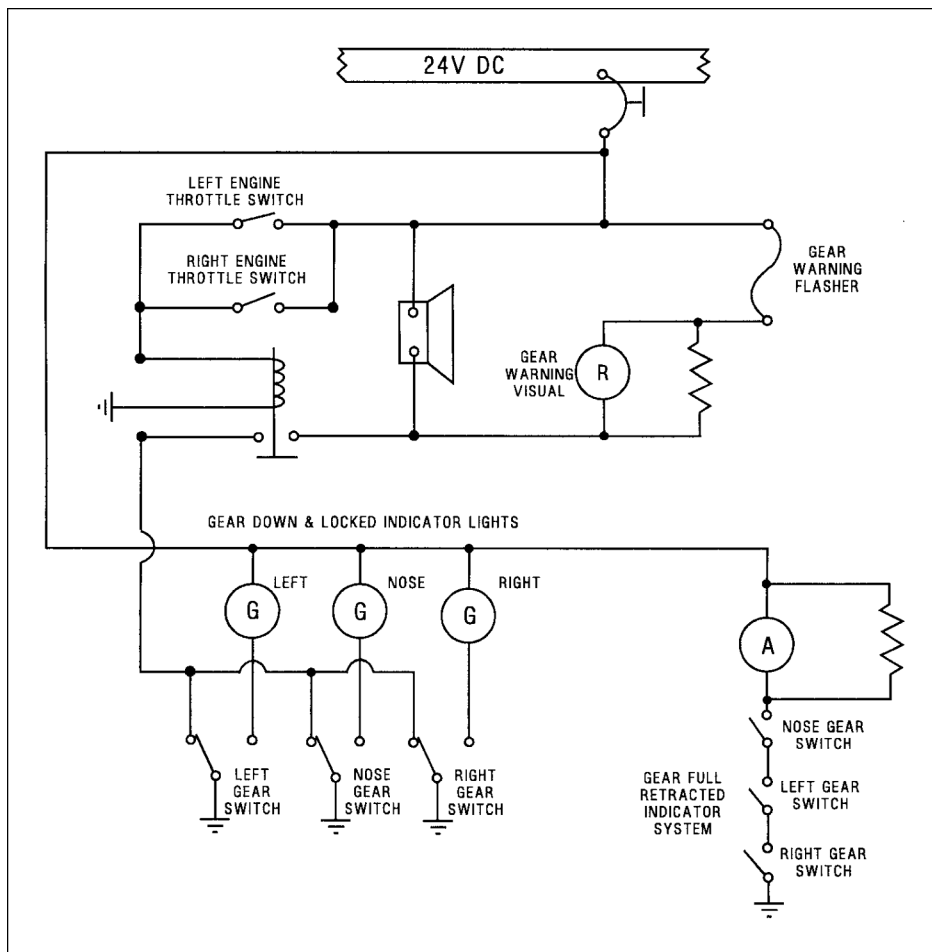 24V DC
LEFT ENGINE
THROTTLE SWITCH
RIGHT ENGINE
THROTTLE SWITCH
GEAR
WARNING
FLASHER
GEAR
WARNING
VISUAL
R
GEAR DOWN & LOCKED INDICATOR LIGHTS
LEFT
NOSE
RIGHT
G
G
G
A
LEFT
GEAR
SWITCH
NOSE
GEAR
SWITCH
RIGHT
GEAR
SWITCH
GEAR FULL
RETRACTED
INDICATOR
SYSTEM
NOSE GEAR
SWITCH
LEFT GEAR
SWITCH
RIGHT GEAR
SWITCH